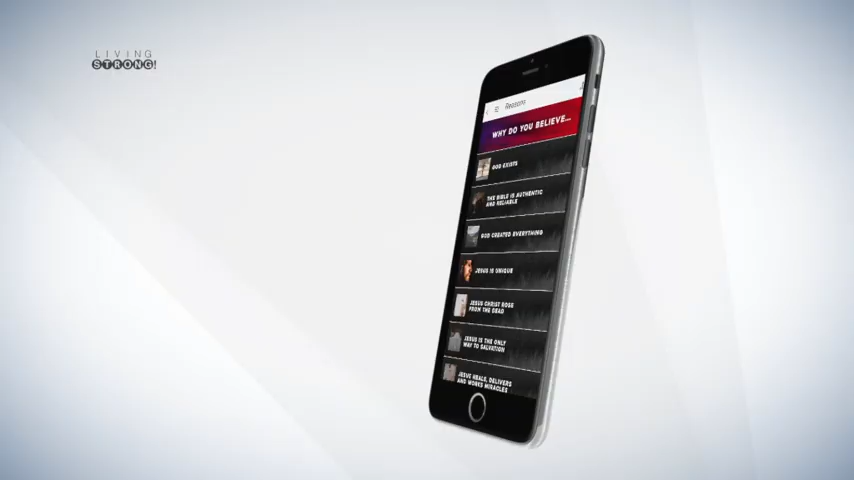 LIVING
STRONG!
Reasons
WHY DO YOU BELIEVE...
GOD EXISTS
THE BIBLE IS AUTHENTIC
AND RELIABLE
GOD CREATED EVERYTHING
JESUS IS UNIQUE
JESUS CHRIST ROSE
FROM THE DEAD
JESUS IS THE ONLY
WAY TO SALVATION
JESUS HEALS, DELIVERS
AND WORKS MIRACLES